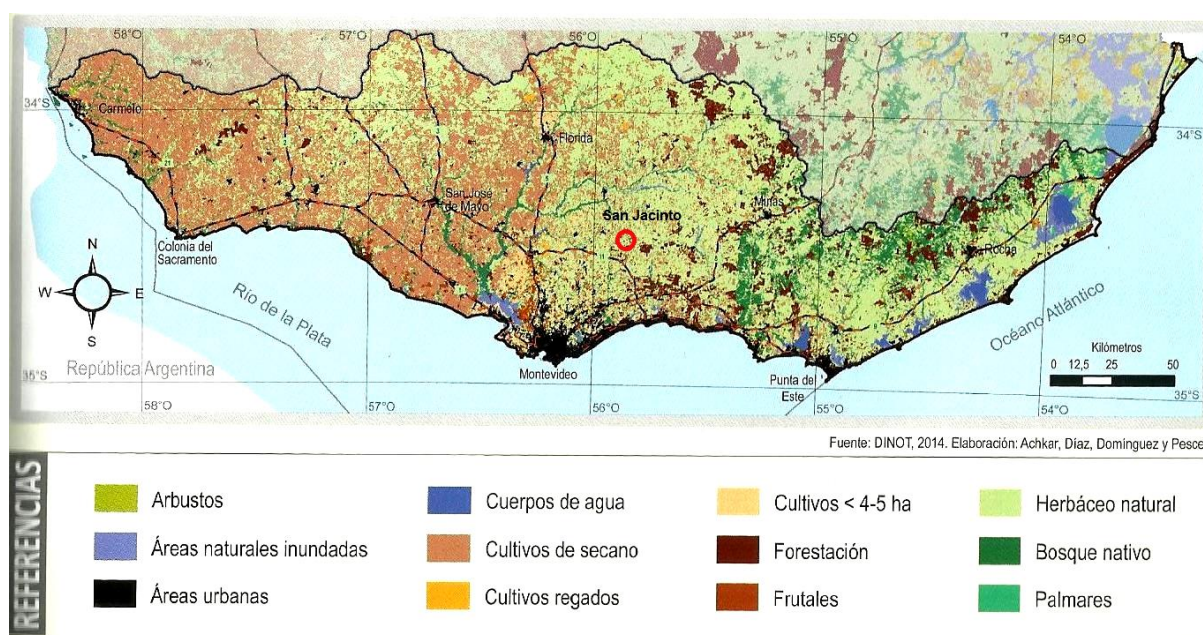 58°O
57°O
56°O
55°O
54°O
34°S
Carmelo
Florida
34°S
21
San José
de Mayo
Minas
San Jacinto
Colonia del
Sacramento
Rocha
N
W
E
S
Río de la Plata
Océano Atlántico
República Argentina
Kilómetros
0 12,5 25 50
35°S
Montevideo
Punta del
Este
35°S
58°O
57°O
56°O
55°O
54°O
Fuente: DINOT, 2014. Elaboración: Achkar, Díaz, Domínguez y Pesce
REFERENCIAS
Arbustos
Cuerpos de agua
Cultivos < 4-5 ha
Herbáceo natural
Áreas naturales inundadas
Cultivos de secano
Forestación
Bosque nativo
Áreas urbanas
Cultivos regados
Frutales
Palmares